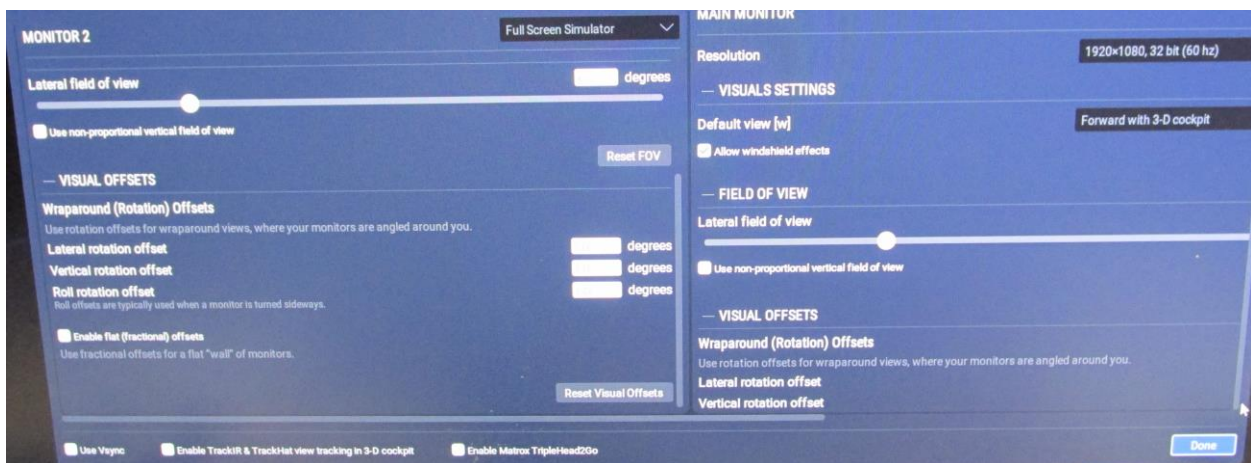 MONITOR 2
Full Screen Simulator
Lateral field of view
degrees
Use non-proportional vertical field of view
Reset FOV
— VISUAL OFFSETS
Wraparound (Rotation) Offsets
Use rotation offsets for wraparound views, where your monitors are angled around you.
Lateral rotation offset
degrees
Vertical rotation offset
degrees
Roll rotation offset
degrees
Roll offsets are typically used when a monitor is turned sideways.
Enable flat (fractional) offsets
Use fractional offsets for a flat "wall" of monitors.
Reset Visual Offsets
MAIN MONITOR
Resolution
1920×1080, 32 bit (60 hz)
— VISUALS SETTINGS
Default view [w]
Forward with 3-D cockpit
Allow windshield effects
— FIELD OF VIEW
Lateral field of view
Use non-proportional vertical field of view
— VISUAL OFFSETS
Wraparound (Rotation) Offsets
Use rotation offsets for wraparound views, where your monitors are angled around you.
Lateral rotation offset
Vertical rotation offset
Use Vsync
Enable TrackIR & TrackHat view tracking in 3-D cockpit
Enable Matrox TripleHead2Go
Done